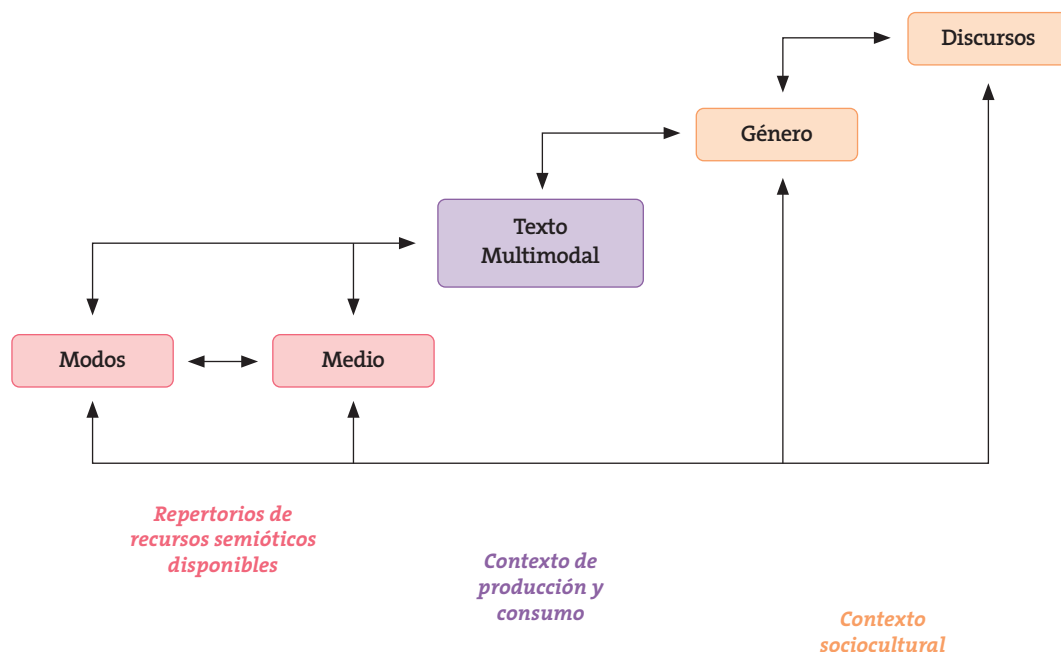 Discursos
Género
Texto
Multimodal
Modos
Medio
Repertorios de
recursos semióticos
disponibles
Contexto de
producción y
consumo
Contexto
sociocultural